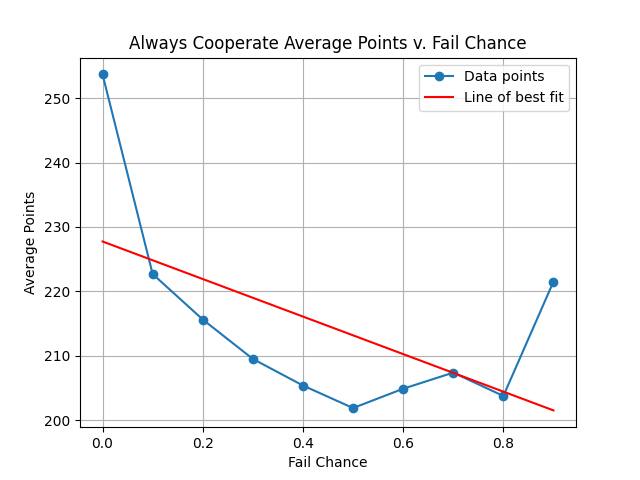 Always Cooperate Average Points v. Fail Chance
Data points
Line of best fit
250
240
230
220
210
200
Average Points
0.0 0.2 0.4 0.6 0.8
Fail Chance